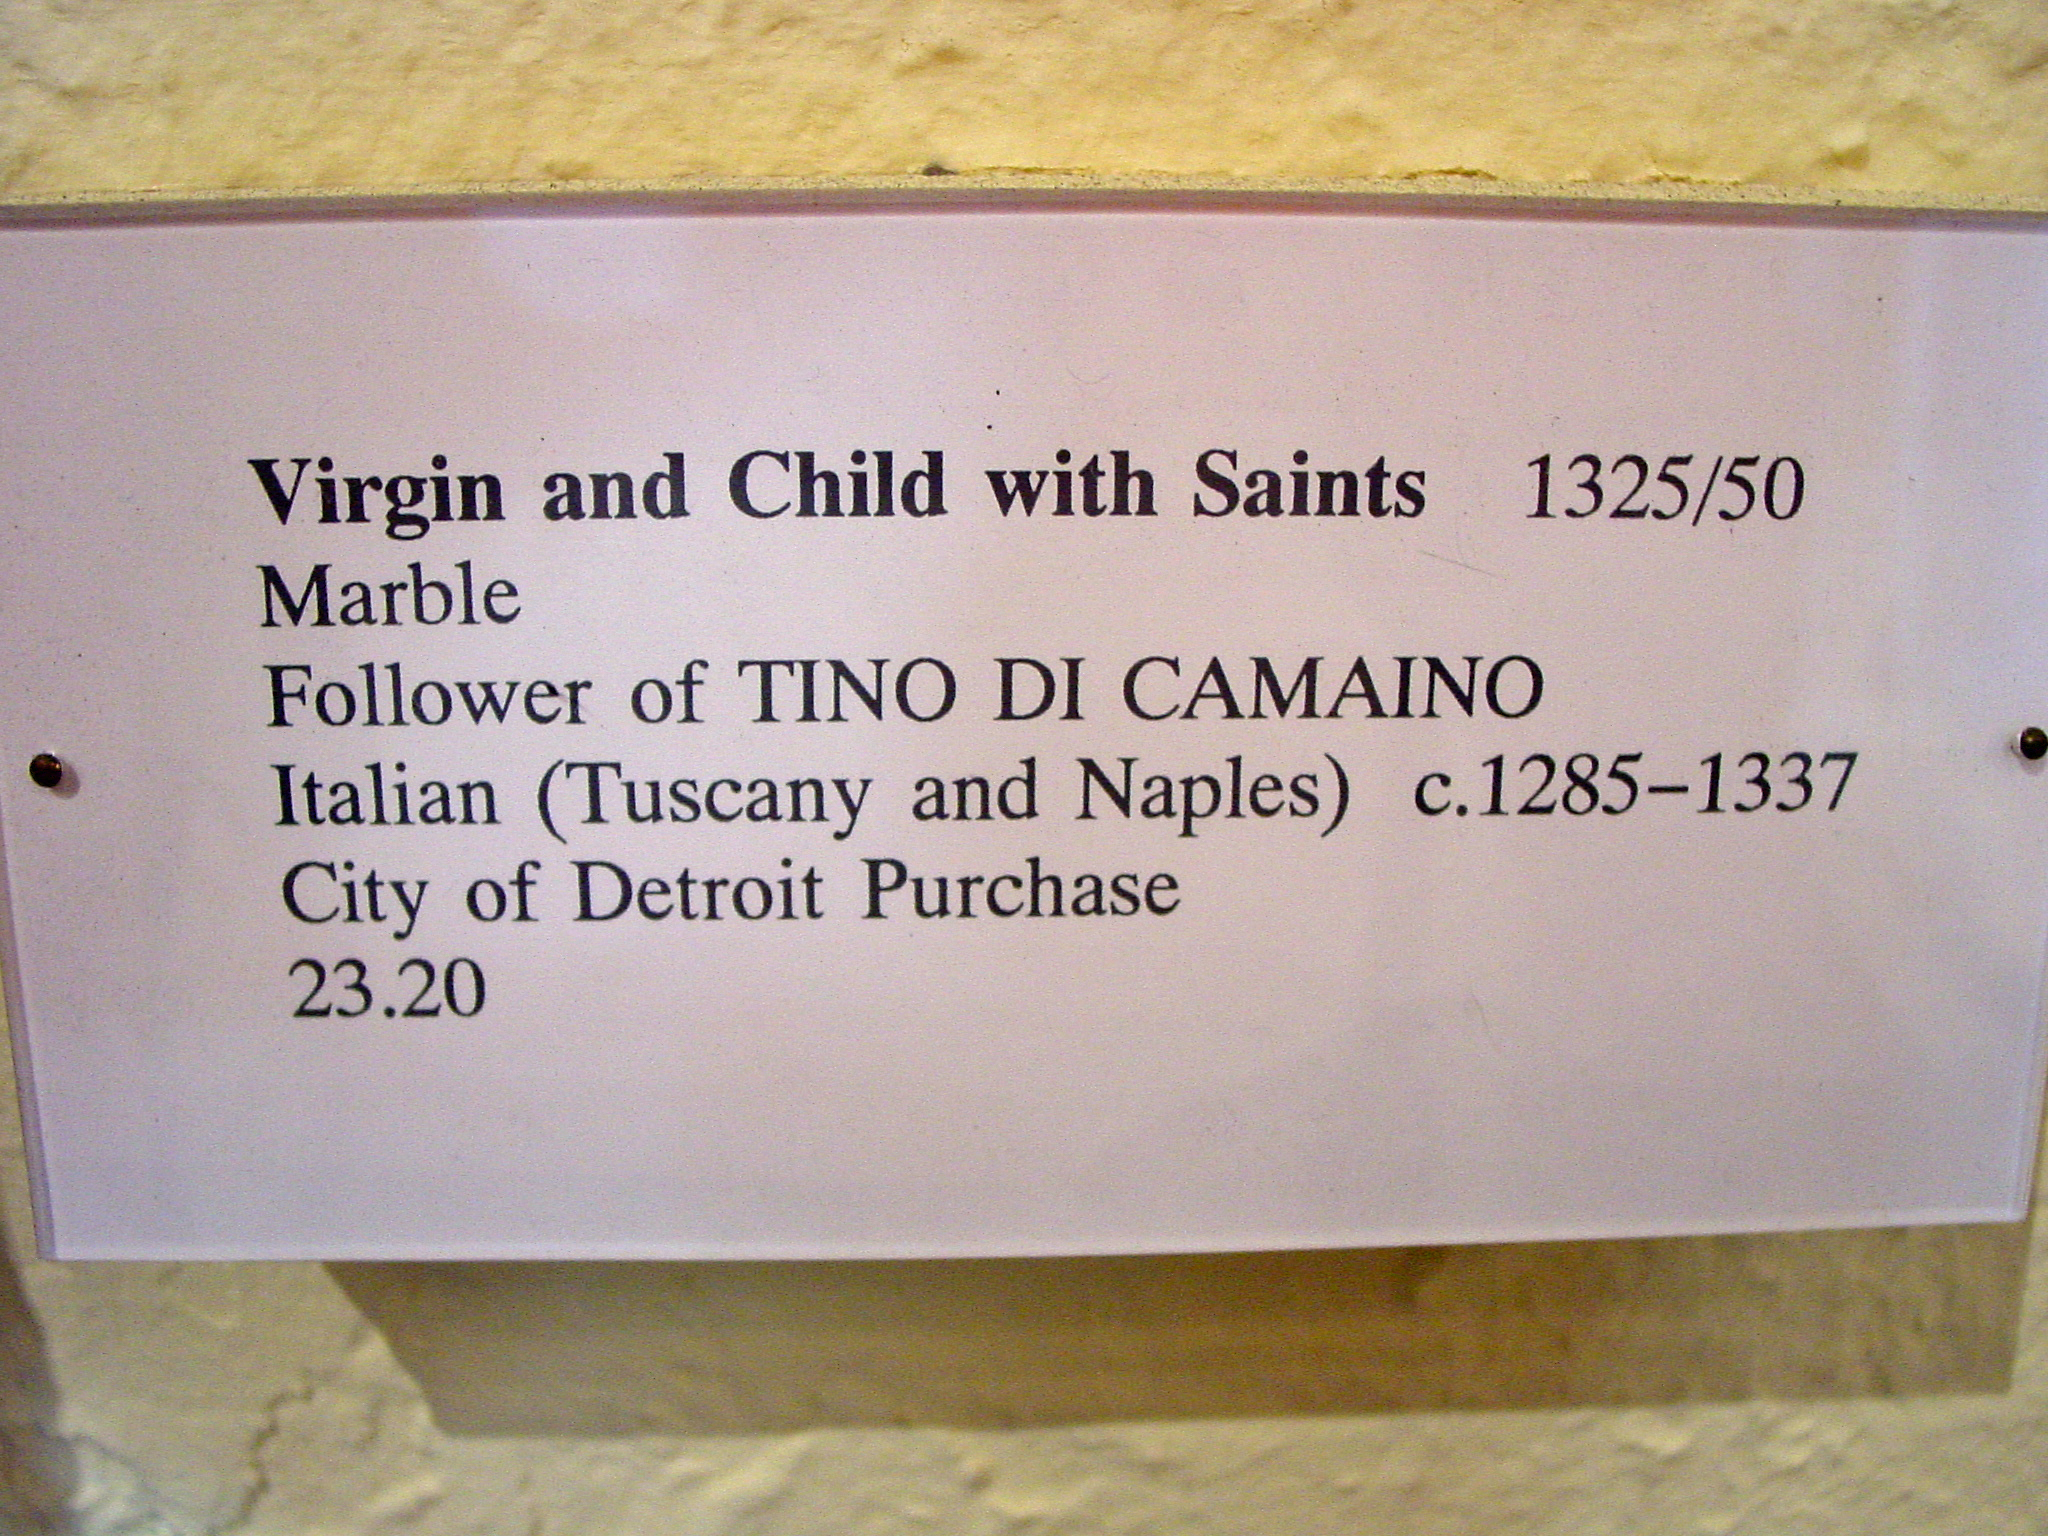 Virgin and Child with Saints 1325/50
Marble
Follower of TINO DI CAMAINO
Italian (Tuscany and Naples) c.1285–1337
City of Detroit Purchase
23.20